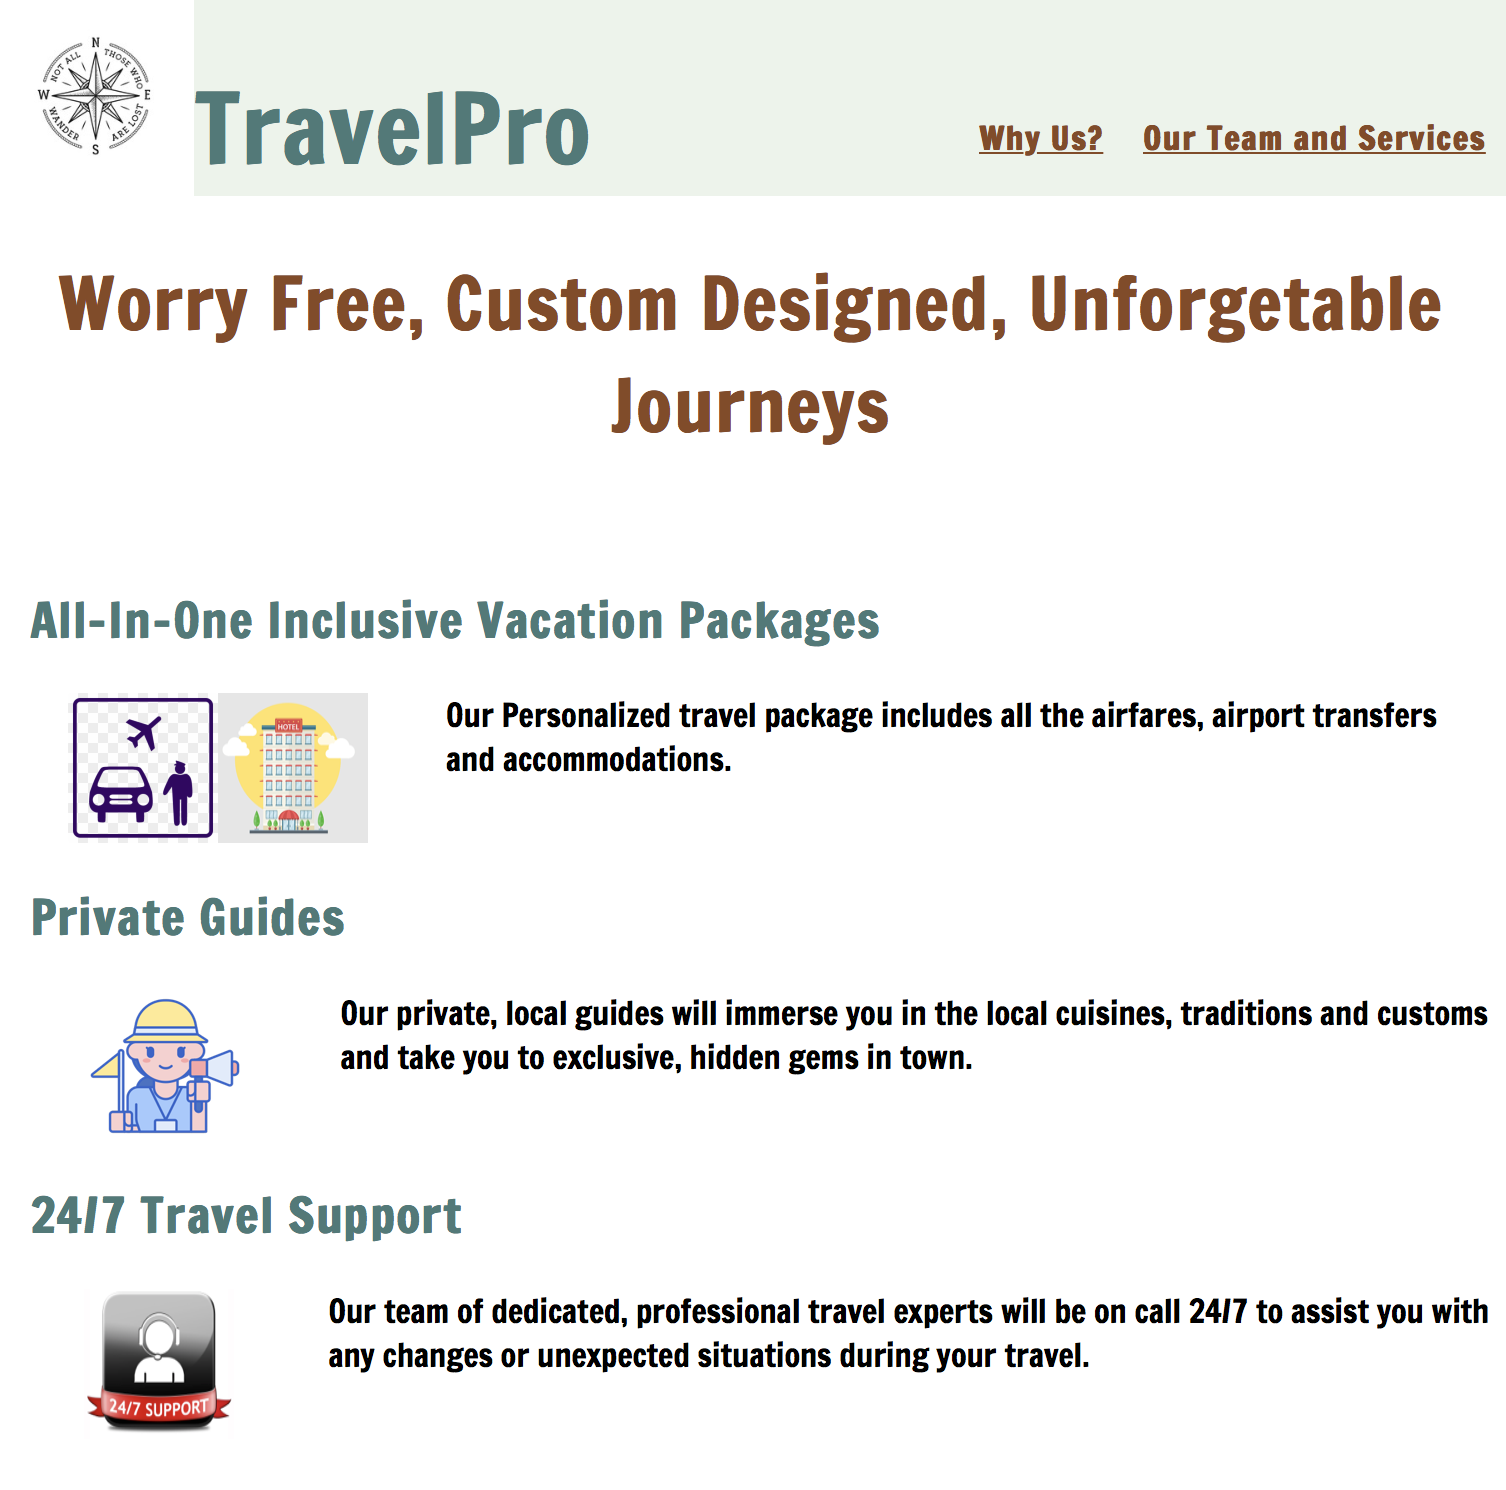 N
NOT ALL THOSE WHO
W E
WANDER ARE LOST
S
TravelPro
Why Us? Our Team and Services
Worry Free, Custom Designed, Unforgetable
Journeys
All-In-One Inclusive Vacation Packages
HOTEL
Our Personalized travel package includes all the airfares, airport transfers
and accommodations.
Private Guides
Our private, local guides will immerse you in the local cuisines, traditions and customs
and take you to exclusive, hidden gems in town.
24/7 Travel Support
Our team of dedicated, professional travel experts will be on call 24/7 to assist you with
any changes or unexpected situations during your travel.
24/7 SUPPORT